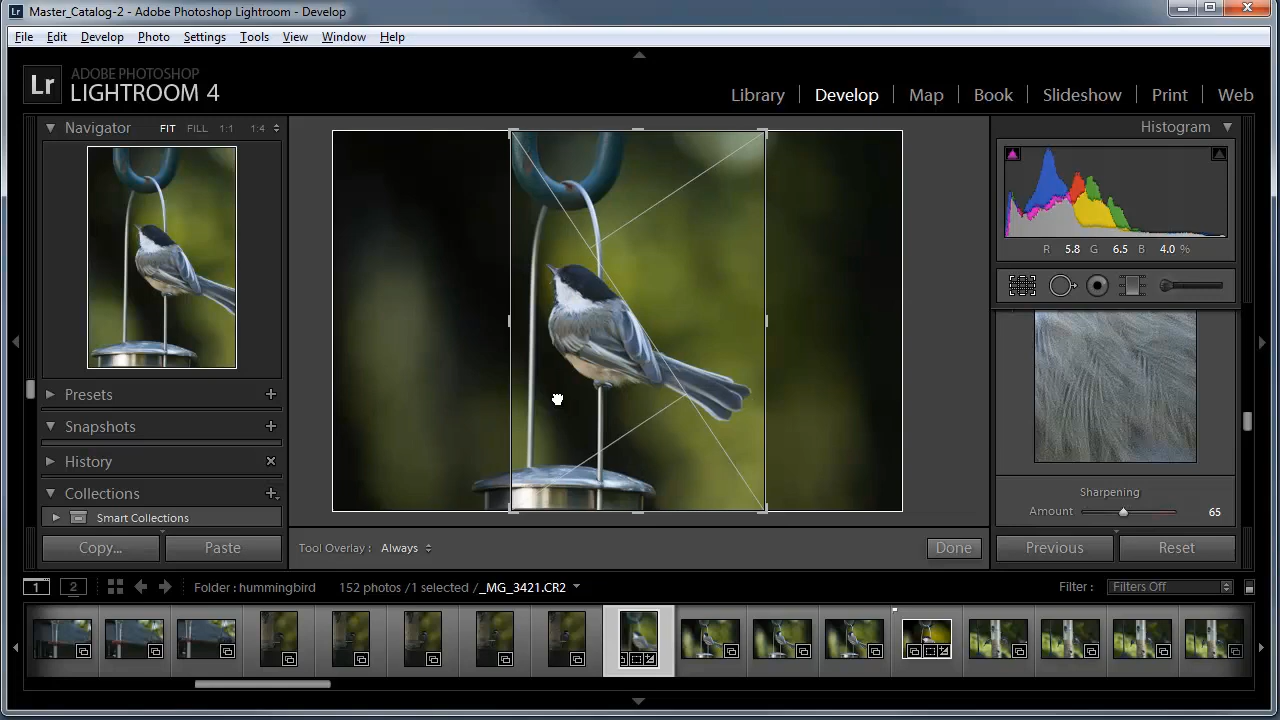 Lr Master_Catalog-2 - Adobe Photoshop Lightroom - Develop
File Edit Develop Photo Settings Tools View Window Help
Lr ADOBE PHOTOSHOP
LIGHTROOM 4
Library Develop Map Book Slideshow Print Web
Navigator FIT FILL 1:1 1:4
Histogram
R 5.8 G 6.5 B 4.0 %
Presets
Snapshots
History
Collections
Smart Collections
Sharpening
Amount 65
Copy... Paste
Tool Overlay : Always
Done
Previous Reset
1 2 Folder : hummingbird 152 photos / 1 selected / _MG_3421.CR2 Filter : Filters Off